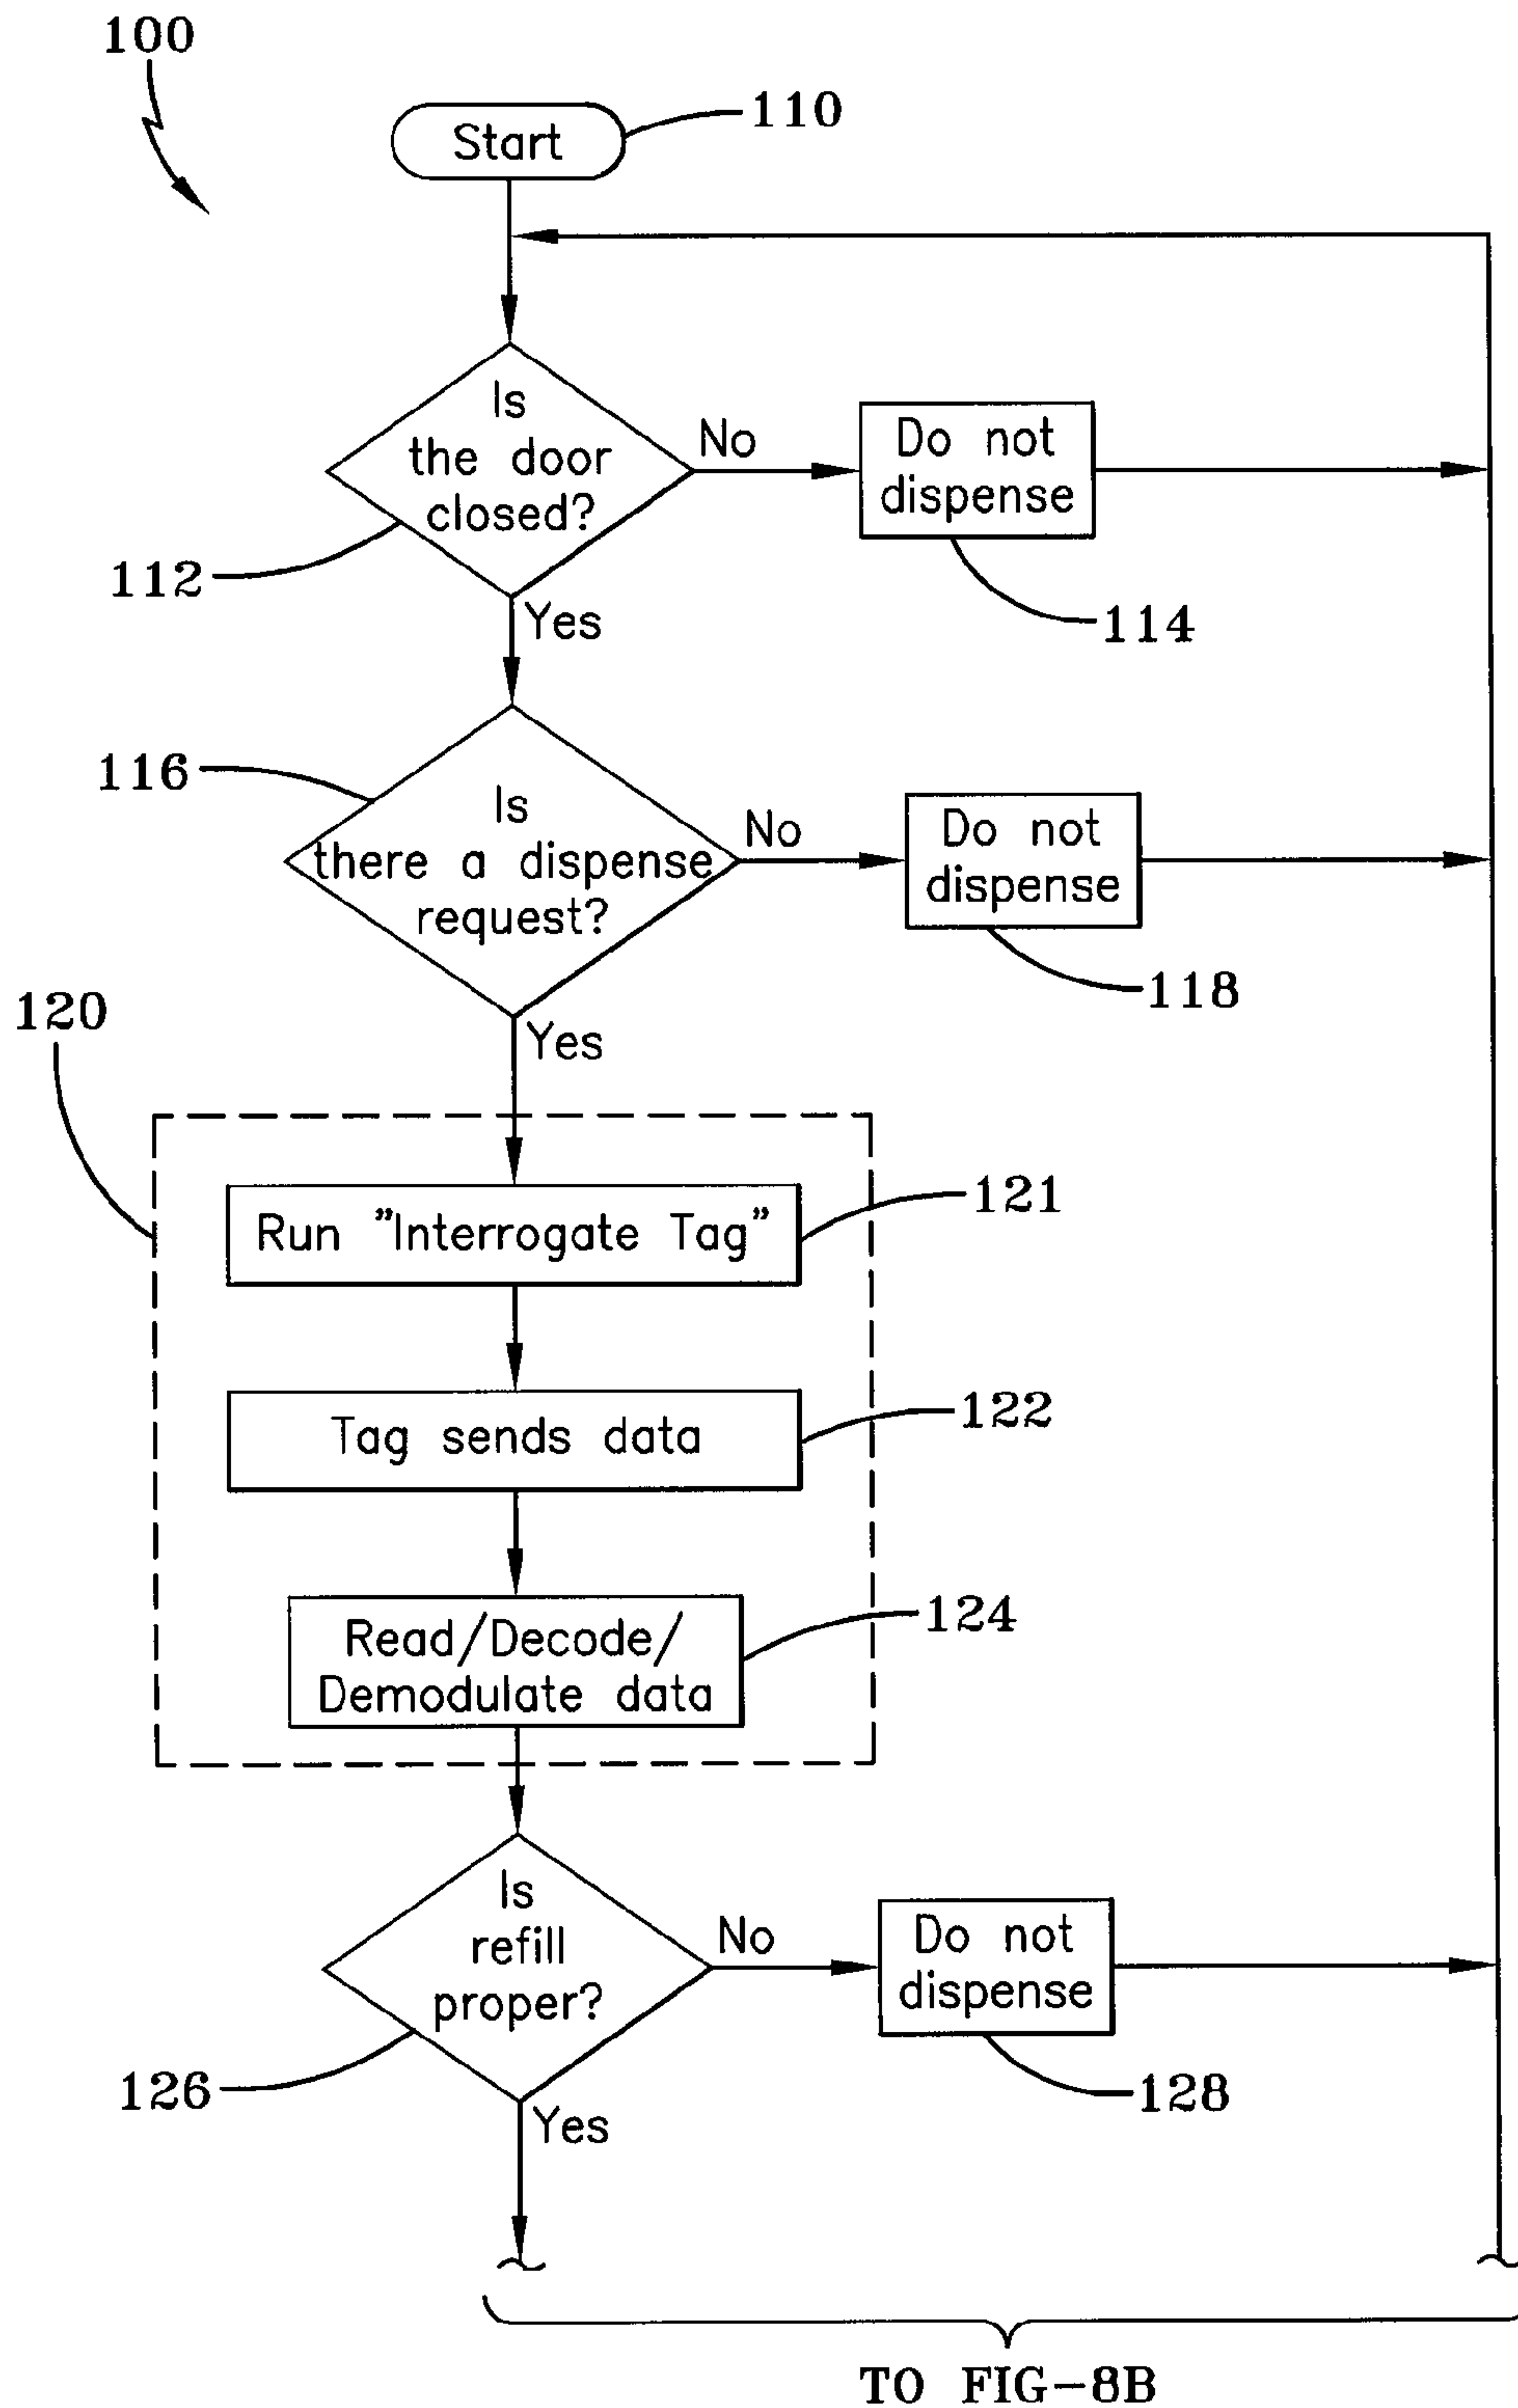 100
Start
110
Is
the door
closed?
112
No
Do not
dispense
114
Yes
116
Is
there a dispense
request?
No
Do not
dispense
118
Yes
120
Run "Interrogate Tag"
121
Tag sends data
122
Read/Decode/
Demodulate data
124
Is
refill
proper?
126
No
Do not
dispense
128
Yes
TO FIG-8B